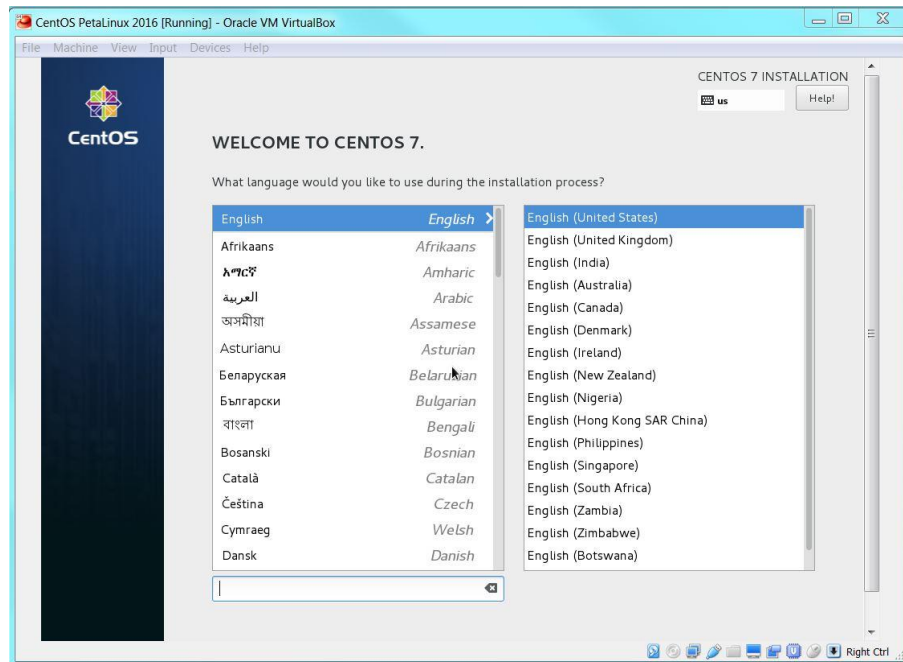 CentOS PetaLinux 2016 [Running] - Oracle VM VirtualBox
File Machine View Input Devices Help
CENTOS 7 INSTALLATION
us Help!
CentOS
WELCOME TO CENTOS 7.
What language would you like to use during the installation process?
English English
Afrikaans Afrikaans
አማርኛ Amharic
العربية Arabic
অসমীয়া Assamese
Asturianu Asturian
Беларуская Belarusian
Български Bulgarian
বাংলা Bengali
Bosanski Bosnian
Català Catalan
Čeština Czech
Cymraeg Welsh
Dansk Danish
English (United States)
English (United Kingdom)
English (India)
English (Australia)
English (Canada)
English (Denmark)
English (Ireland)
English (New Zealand)
English (Nigeria)
English (Hong Kong SAR China)
English (Philippines)
English (Singapore)
English (South Africa)
English (Zambia)
English (Zimbabwe)
English (Botswana)
Right Ctrl